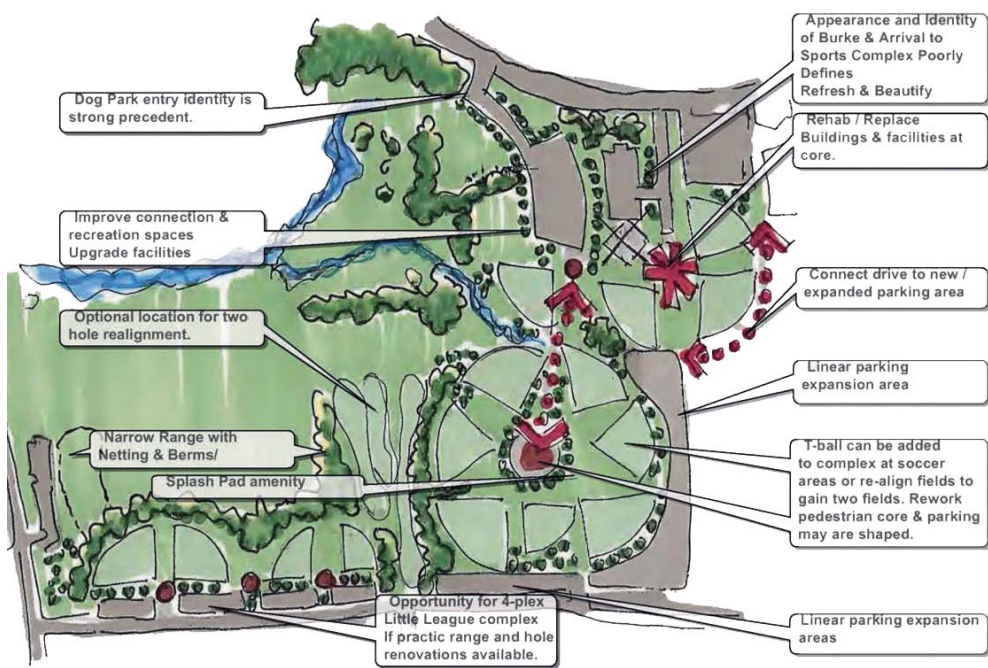 Appearance and Identity
of Burke & Arrival to
Sports Complex Poorly
Defines
Refresh & Beautify
Dog Park entry identity is
strong precedent.
Rehab / Replace
Buildings & facilities at
core.
Improve connection &
recreation spaces
Upgrade facilities
Connect drive to new /
expanded parking area
Optional location for two
hole realignment.
Linear parking
expansion area
Narrow Range with
Netting & Berms/
T-ball can be added
to complex at soccer
areas or re-align fields to
gain two fields. Rework
pedestrian core & parking
may are shaped.
Splash Pad amenity
Opportunity for 4-plex
Little League complex
If practic range and hole
renovations available.
Linear parking expansion
areas